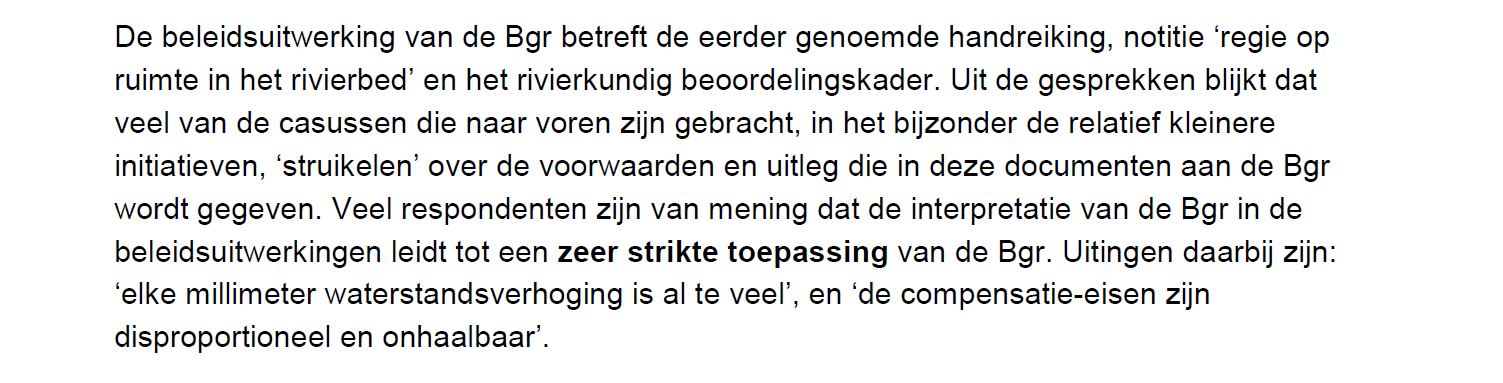 De beleidsuitwerking van de Bgr betreft de eerder genoemde handreiking, notitie ‘regie op
ruimte in het rivierbed’ en het rivierkundig beoordelingskader. Uit de gesprekken blijkt dat
veel van de casussen die naar voren zijn gebracht, in het bijzonder de relatief kleinere
initiatieven, ‘struikelen’ over de voorwaarden en uitleg die in deze documenten aan de Bgr
wordt gegeven. Veel respondenten zijn van mening dat de interpretatie van de Bgr in de
beleidsuitwerkingen leidt tot een zeer strikte toepassing van de Bgr. Uitingen daarbij zijn:
‘elke millimeter waterstandsverhoging is al te veel’, en ‘de compensatie-eisen zijn
disproportioneel en onhaalbaar’.